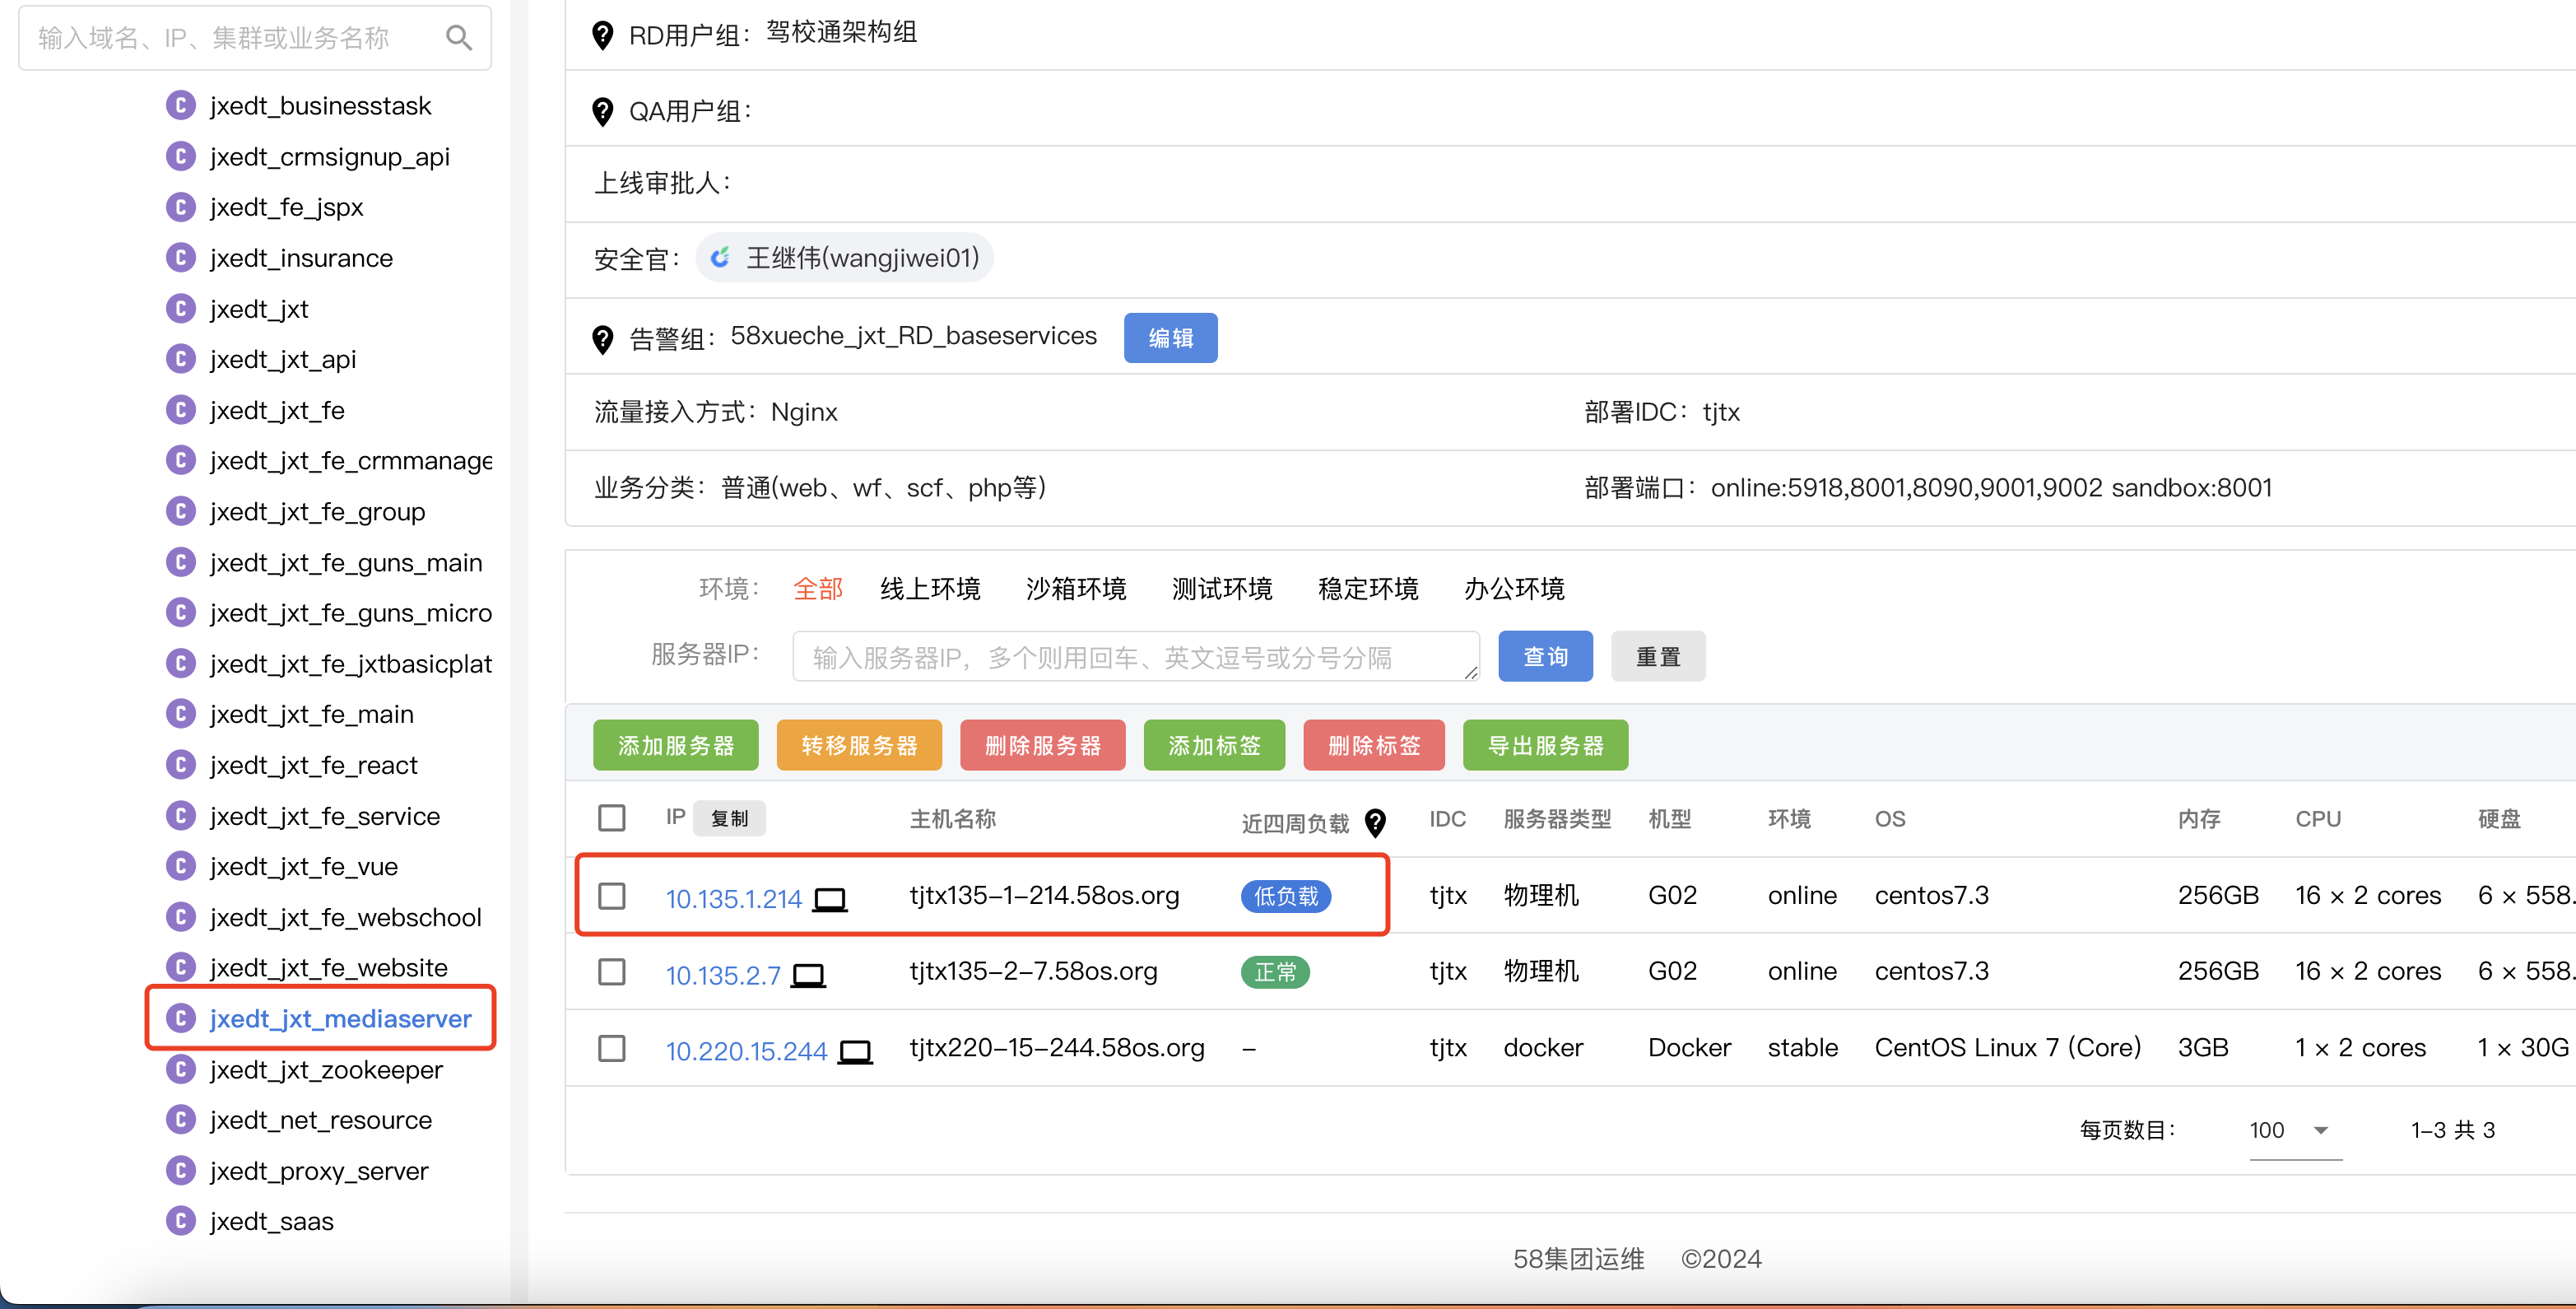 输入域名、IP、集群或业务名称
jxedt_businesstask
jxedt_crmsignup_api
jxedt_fe_jspx
jxedt_insurance
jxedt_jxt
jxedt_jxt_api
jxedt_jxt_fe
jxedt_jxt_fe_crmmanage
jxedt_jxt_fe_group
jxedt_jxt_fe_guns_main
jxedt_jxt_fe_guns_micro
jxedt_jxt_fe_jxtbasicplat
jxedt_jxt_fe_main
jxedt_jxt_fe_react
jxedt_jxt_fe_service
jxedt_jxt_fe_vue
jxedt_jxt_fe_webschool
jxedt_jxt_fe_website
jxedt_jxt_mediaserver
jxedt_jxt_zookeeper
jxedt_net_resource
jxedt_proxy_server
jxedt_saas
RD用户组： 驾校通架构组
QA用户组：
上线审批人：
安全官： 王继伟(wangjiwei01)
告警组： 58xueche_jxt_RD_baseservices 编辑
流量接入方式： Nginx 部署IDC： tjtx
业务分类： 普通(web、wf、scf、php等) 部署端口： online:5918,8001,8090,9001,9002 sandbox:8001
环境： 全部 线上环境 沙箱环境 测试环境 稳定环境 办公环境
服务器IP： 输入服务器IP，多个则用回车、英文逗号或分号分隔 查询 重置
添加服务器 转移服务器 删除服务器 添加标签 删除标签 导出服务器
IP 复制 主机名称 近四周负载 IDC 服务器类型 机型 环境 OS 内存 CPU 硬盘
10.135.1.214 tjtx135-1-214.58os.org 低负载 tjtx 物理机 G02 online centos7.3 256GB 16 × 2 cores 6 × 558.
10.135.2.7 tjtx135-2-7.58os.org 正常 tjtx 物理机 G02 online centos7.3 256GB 16 × 2 cores 6 × 558.
10.220.15.244 tjtx220-15-244.58os.org - tjtx docker Docker stable CentOS Linux 7 (Core) 3GB 1 × 2 cores 1 × 30G
每页数目： 100 1-3 共 3
58集团运维 ©2024